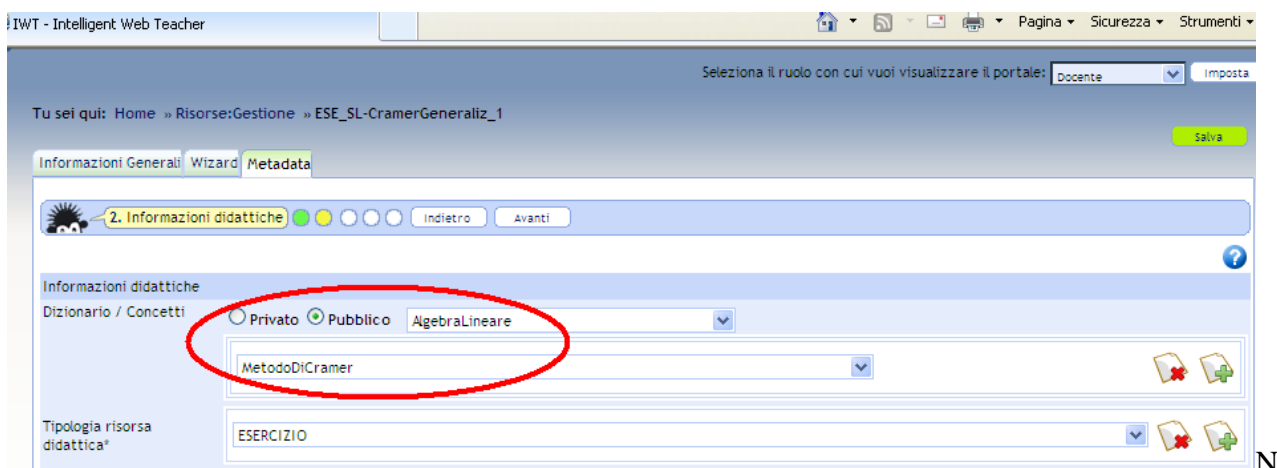 IWT - Intelligent Web Teacher
Pagina Sicurezza Strumenti
Seleziona il ruolo con cui vuoi visualizzare il portale: Docente Imposta
Tu sei qui: Home » Risorse:Gestione » ESE_SL-CramerGeneraliz_1
Salva
Informazioni Generali Wizard Metadata
2. Informazioni didattiche Indietro Avanti
?
Informazioni didattiche
Dizionario / Concetti Privato Pubblico AlgebraLineare
MetodoDiCramer
Tipologia risorsa
didattica* ESERCIZIO
N